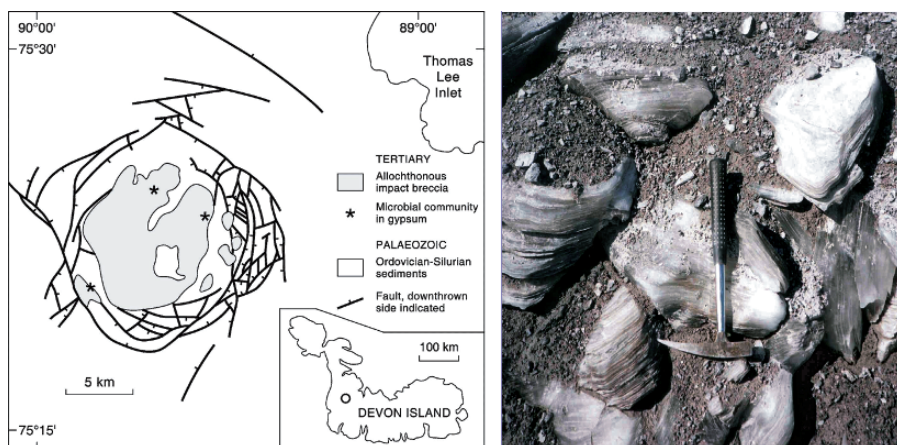 90°00'
89°00'
75°30'
Thomas
Lee
Inlet
TERTIARY
Allochthonous
impact breccia
* Microbial community
in gypsum
PALAEOZOIC
Ordovician-Silurian
sediments
Fault, downthrown
side indicated
100 km
5 km
DEVON ISLAND
75°15'